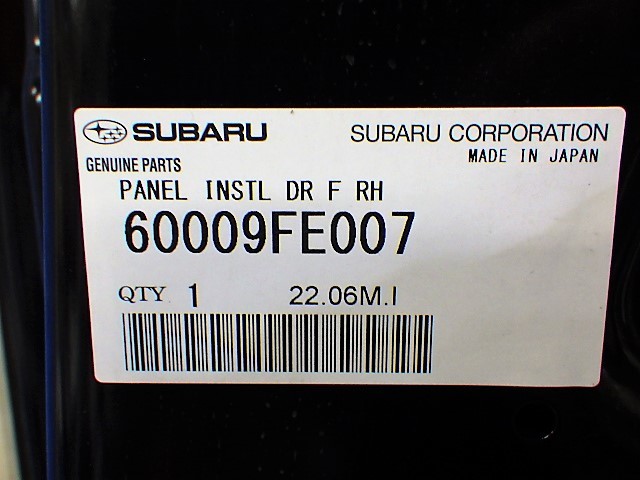 SUBARU SUBARU CORPORATION
GENUINE PARTS MADE IN JAPAN
PANEL INSTL DR F RH
60009FE007
QTY 1 22.06M.I